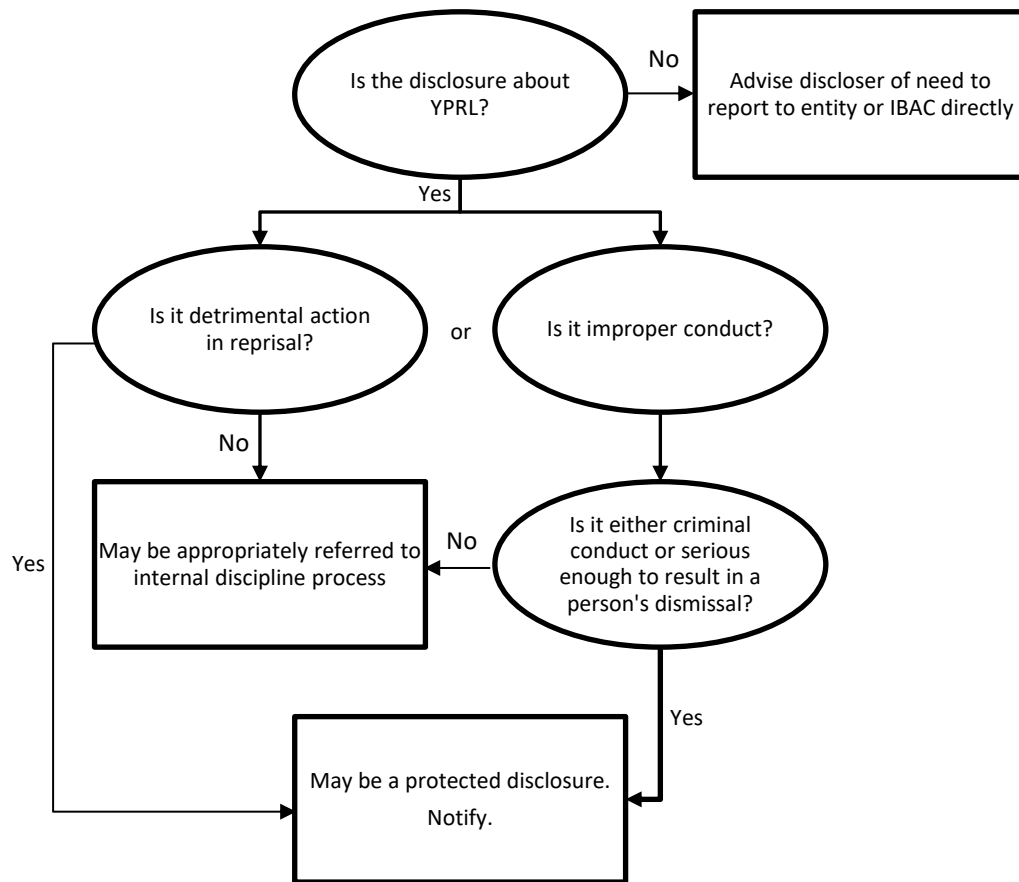 Is the disclosure about
YPRL?
No
Advise discloser of need to
report to entity or IBAC directly
Yes
Is it detrimental action
in reprisal?
or
Is it improper conduct?
No
May be appropriately referred to
internal discipline process
No
Is it either criminal
conduct or serious
enough to result in a
person's dismissal?
Yes
Yes
May be a protected disclosure.
Notify.